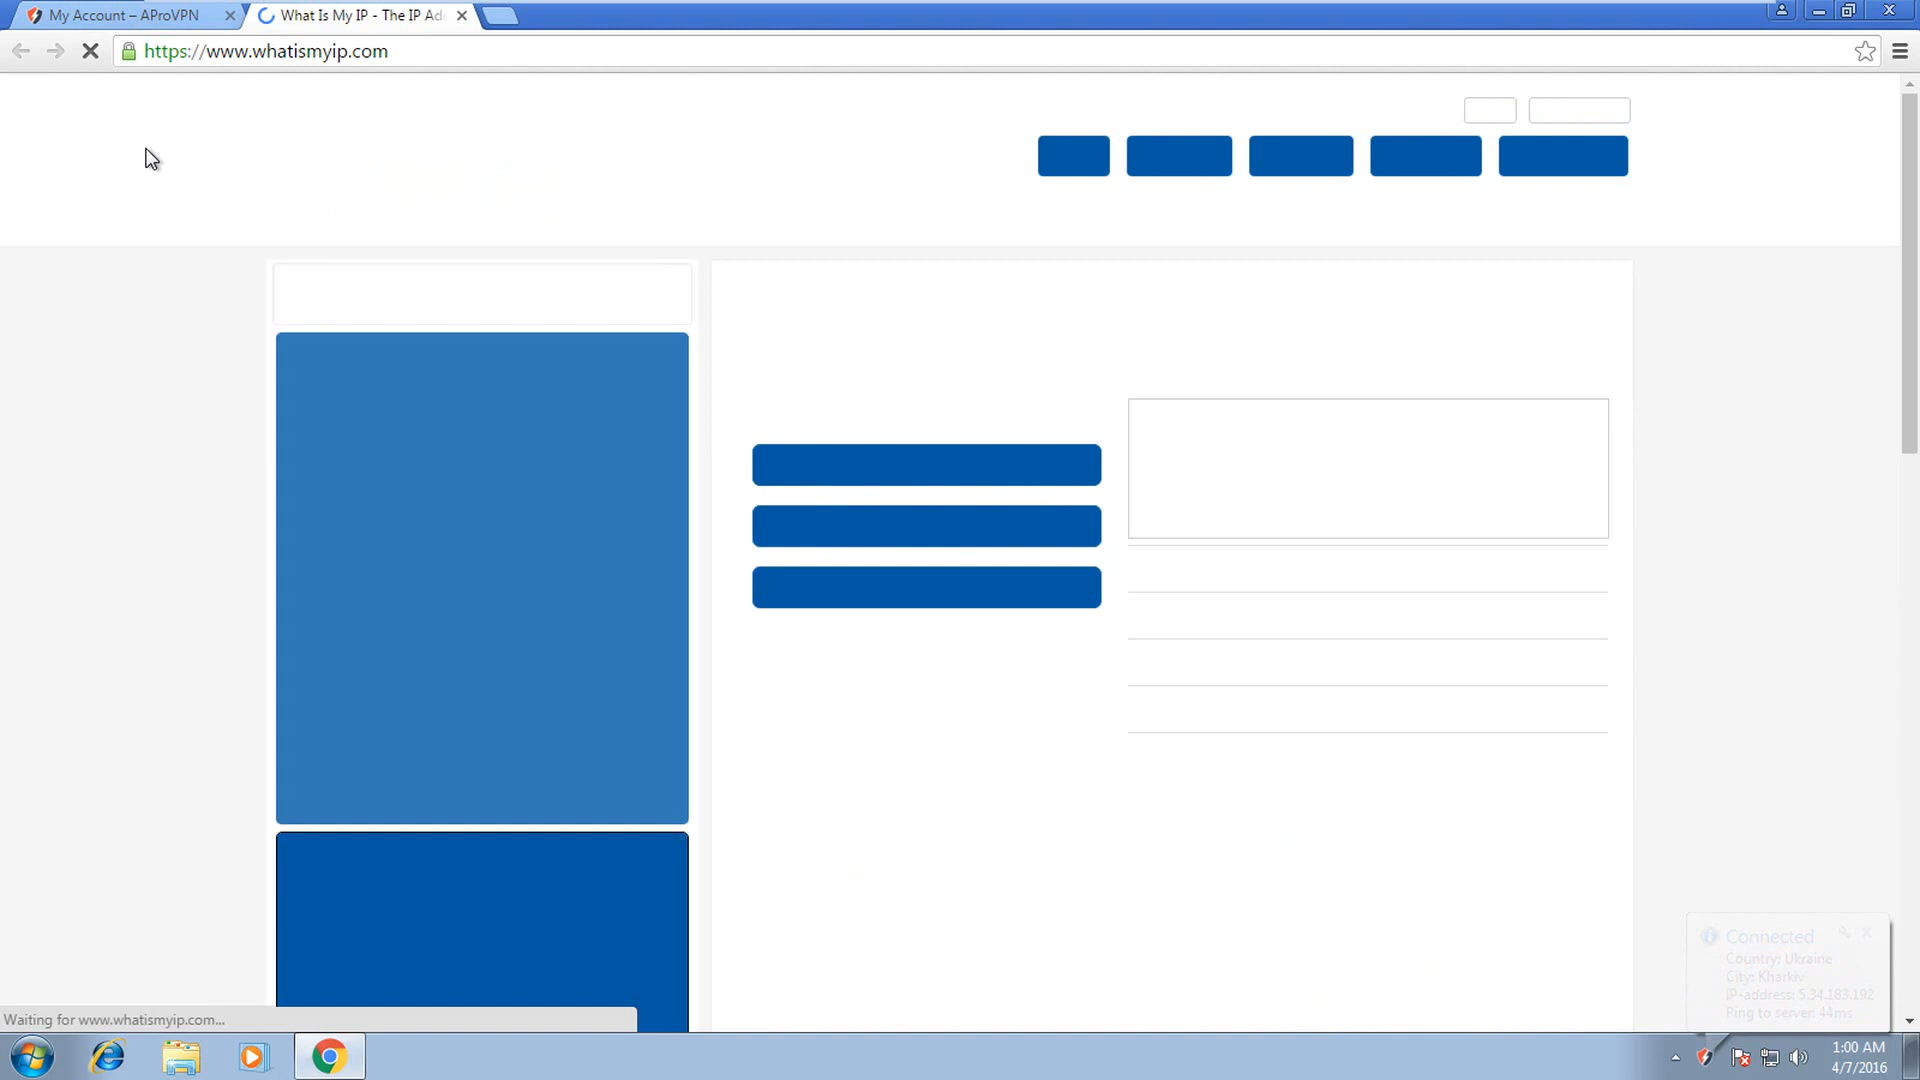 My Account – AProVPN
What Is My IP - The IP Add
https://www.whatismyip.com
Connected
Country: Ukraine
City: Kharkiv
IP-address: 5.34.183.192
Ping to server: 44ms
Waiting for www.whatismyip.com...
1:00 AM
4/7/2016